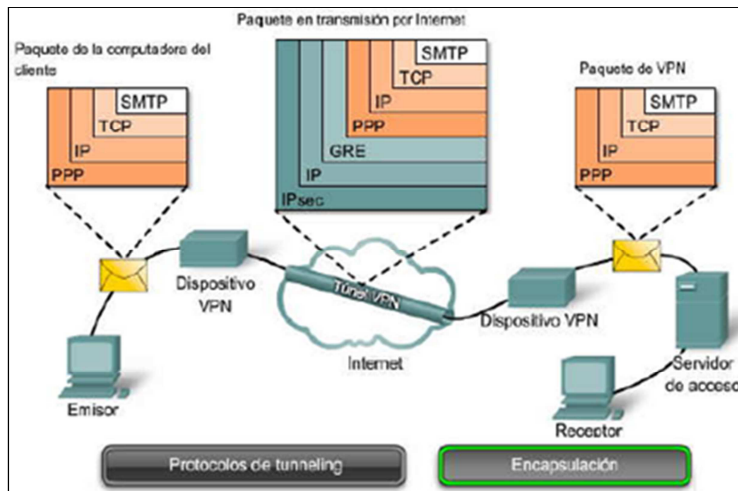 Paquete en transmisión por Internet
Paquete de la computadora del
cliente
SMTP
TCP
IP
PPP
SMTP
TCP
IP
PPP
GRE
IP
IPsec
Paquete de VPN
SMTP
TCP
IP
PPP
Dispositivo
VPN
Túnel VPN
Internet
Dispositivo VPN
Servidor
de acceso
Emisor
Receptor
Protocolos de tunneling
Encapsulación